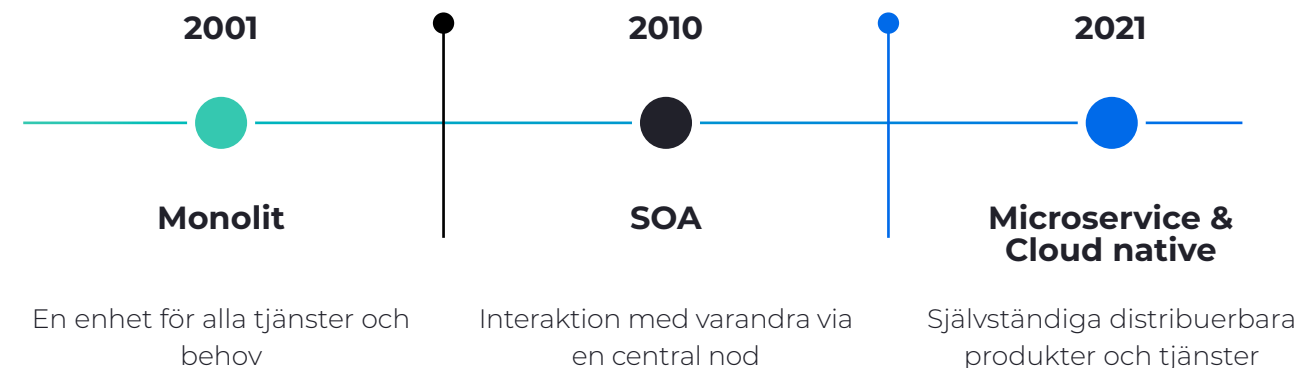 2001
2010
2021
Monolit
SOA
Microservice &
Cloud native
En enhet för alla tjänster och
behov
Interaktion med varandra via
en central nod
Självständiga distribuerbara
produkter och tjänster